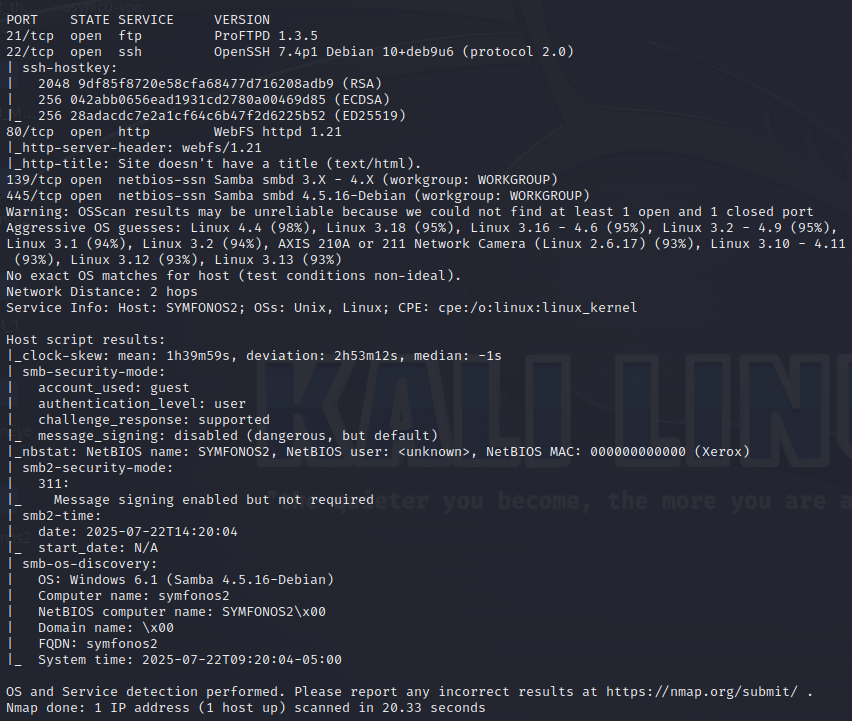 PORT    STATE SERVICE     VERSION
21/tcp  open  ftp         ProFTPD 1.3.5
22/tcp  open  ssh         OpenSSH 7.4p1 Debian 10+deb9u6 (protocol 2.0)
| ssh-hostkey:
|   2048 9df85f8720e58cfa68477d716208adb9 (RSA)
|   256 042abb0656ead1931cd2780a00469d85 (ECDSA)
|_  256 28adacdc7e2a1cf64c6b47f2d6225b52 (ED25519)
80/tcp  open  http        WebFS httpd 1.21
|_http-server-header: webfs/1.21
|_http-title: Site doesn't have a title (text/html).
139/tcp open  netbios-ssn Samba smbd 3.X - 4.X (workgroup: WORKGROUP)
445/tcp open  netbios-ssn Samba smbd 4.5.16-Debian (workgroup: WORKGROUP)
Warning: OSScan results may be unreliable because we could not find at least 1 open and 1 closed port
Aggressive OS guesses: Linux 4.4 (98%), Linux 3.18 (95%), Linux 3.16 - 4.6 (95%), Linux 3.2 - 4.9 (95%),
Linux 3.1 (94%), Linux 3.2 (94%), AXIS 210A or 211 Network Camera (Linux 2.6.17) (93%), Linux 3.10 - 4.11
 (93%), Linux 3.12 (93%), Linux 3.13 (93%)
No exact OS matches for host (test conditions non-ideal).
Network Distance: 2 hops
Service Info: Host: SYMFONOS2; OSs: Unix, Linux; CPE: cpe:/o:linux:linux_kernel

Host script results:
|_clock-skew: mean: 1h39m59s, deviation: 2h53m12s, median: -1s
| smb-security-mode:
|   account_used: guest
|   authentication_level: user
|   challenge_response: supported
|_  message_signing: disabled (dangerous, but default)
|_nbstat: NetBIOS name: SYMFONOS2, NetBIOS user: <unknown>, NetBIOS MAC: 000000000000 (Xerox)
| smb2-security-mode:
|   311:
|_    Message signing enabled but not required
| smb2-time:
|   date: 2025-07-22T14:20:04
|_  start_date: N/A
| smb-os-discovery:
|   OS: Windows 6.1 (Samba 4.5.16-Debian)
|   Computer name: symfonos2
|   NetBIOS computer name: SYMFONOS2\x00
|   Domain name: \x00
|   FQDN: symfonos2
|_  System time: 2025-07-22T09:20:04-05:00

OS and Service detection performed. Please report any incorrect results at https://nmap.org/submit/ .
Nmap done: 1 IP address (1 host up) scanned in 20.33 seconds
KALI LIN
the quieter you become, the more you are a